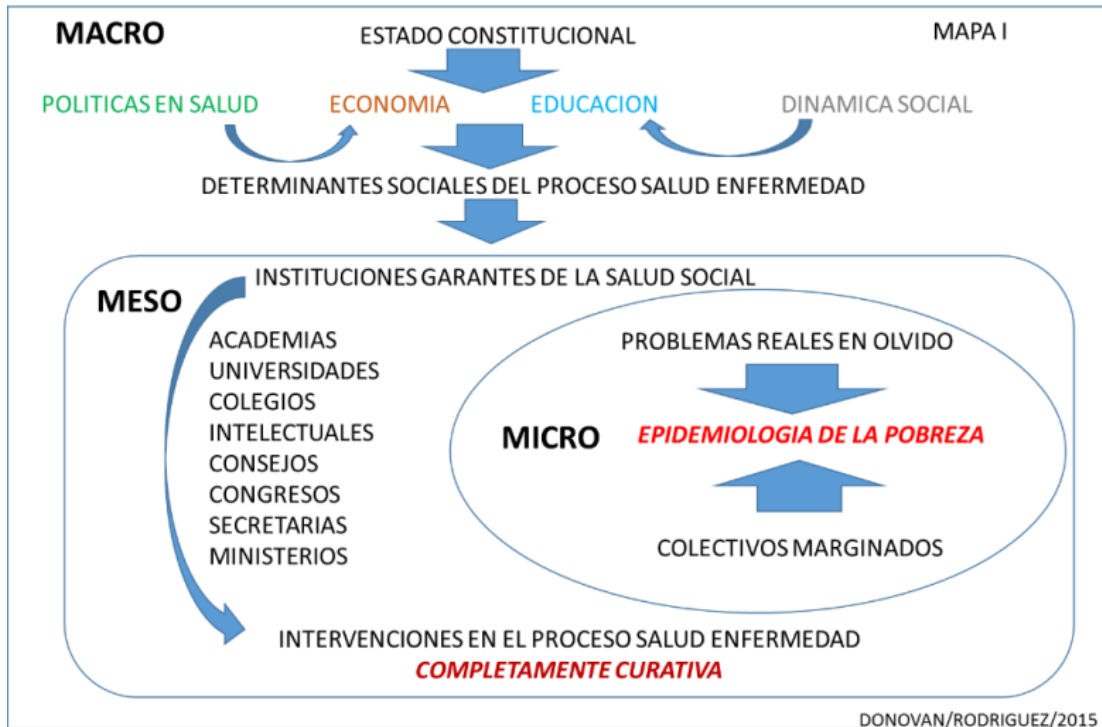 MACRO
ESTADO CONSTITUCIONAL
MAPA I
POLITICAS EN SALUD
ECONOMIA
EDUCACION
DINAMICA SOCIAL
DETERMINANTES SOCIALES DEL PROCESO SALUD ENFERMEDAD
INSTITUCIONES GARANTES DE LA SALUD SOCIAL
MESO
ACADEMIAS
UNIVERSIDADES
COLEGIOS
INTELECTUALES
CONSEJOS
CONGRESOS
SECRETARIAS
MINISTERIOS
PROBLEMAS REALES EN OLVIDO
MICRO
EPIDEMIOLOGIA DE LA POBREZA
COLECTIVOS MARGINADOS
INTERVENCIONES EN EL PROCESO SALUD ENFERMEDAD
COMPLETAMENTE CURATIVA
DONOVAN/RODRIGUEZ/2015